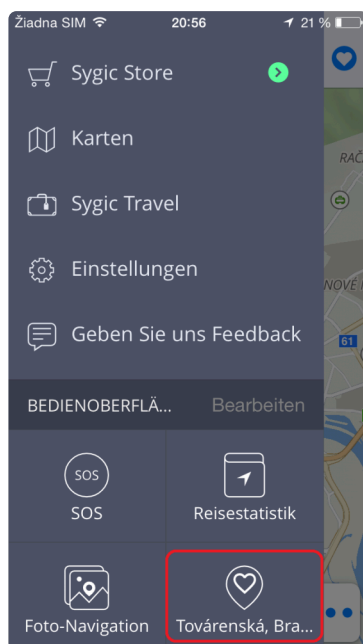 Žiadna SIM 20:56 21 %
Sygic Store
Karten
RAČ
Sygic Travel
Einstellungen
NOVÉ
Geben Sie uns Feedback
61
BEDIENOBERFLÄ... Bearbeiten
SOS
SOS Reisestatistik
Foto-Navigation Továrenská, Bra...